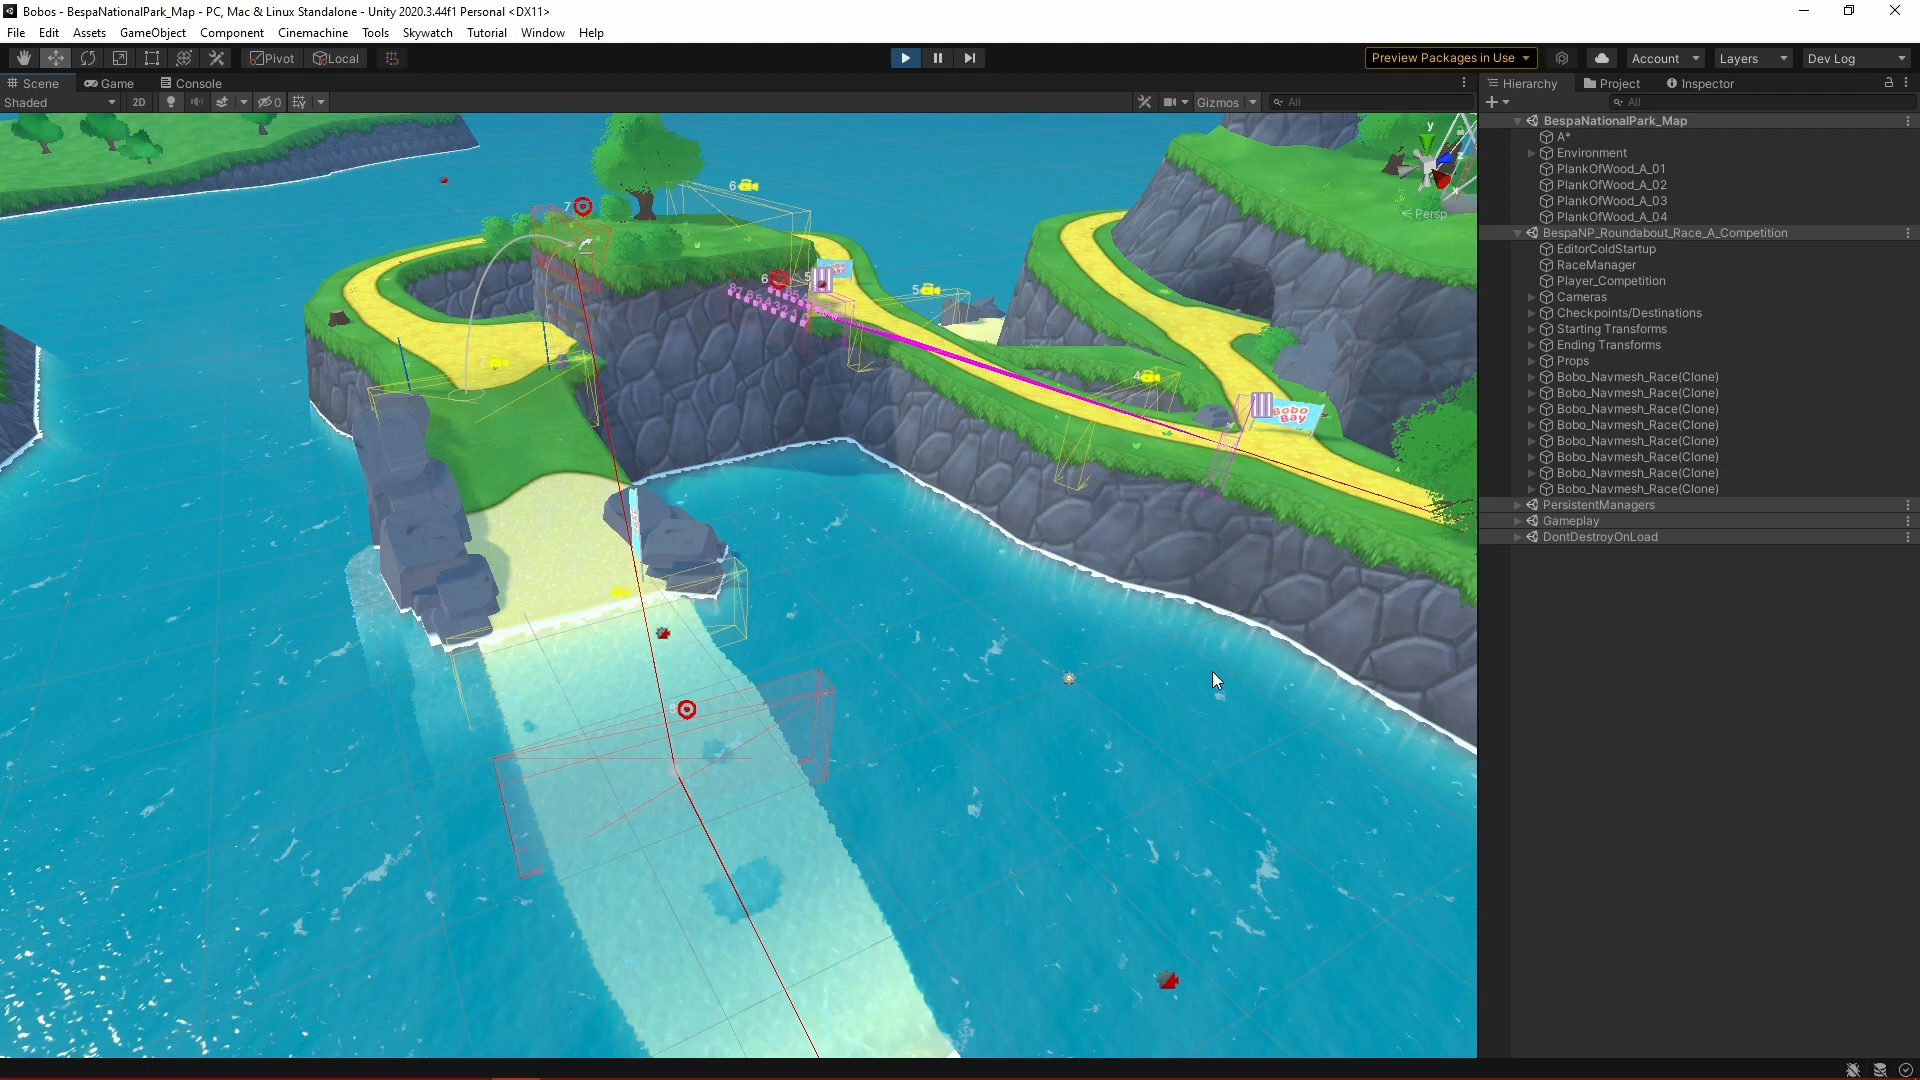 Bobos - BespaNationalPark_Map - PC, Mac & Linux Standalone - Unity 2020.3.44f1 Personal <DX11>
File Edit Assets GameObject Component Cinemachine Tools Skywatch Tutorial Window Help
Pivot Local Preview Packages in Use Account Layers Dev Log
Scene Game Console
Shaded 2D 0 Gizmos All
y
z
x
Persp
7
6
6
5
5
4
Bobo
Bay
Hierarchy Project Inspector
All
BespaNationalPark_Map
A*
Environment
PlankOfWood_A_01
PlankOfWood_A_02
PlankOfWood_A_03
PlankOfWood_A_04
BespaNP_Roundabout_Race_A_Competition
EditorColdStartup
RaceManager
Player_Competition
Cameras
Checkpoints/Destinations
Starting Transforms
Ending Transforms
Props
Bobo_Navmesh_Race(Clone)
Bobo_Navmesh_Race(Clone)
Bobo_Navmesh_Race(Clone)
Bobo_Navmesh_Race(Clone)
Bobo_Navmesh_Race(Clone)
Bobo_Navmesh_Race(Clone)
Bobo_Navmesh_Race(Clone)
Bobo_Navmesh_Race(Clone)
PersistentManagers
Gameplay
DontDestroyOnLoad